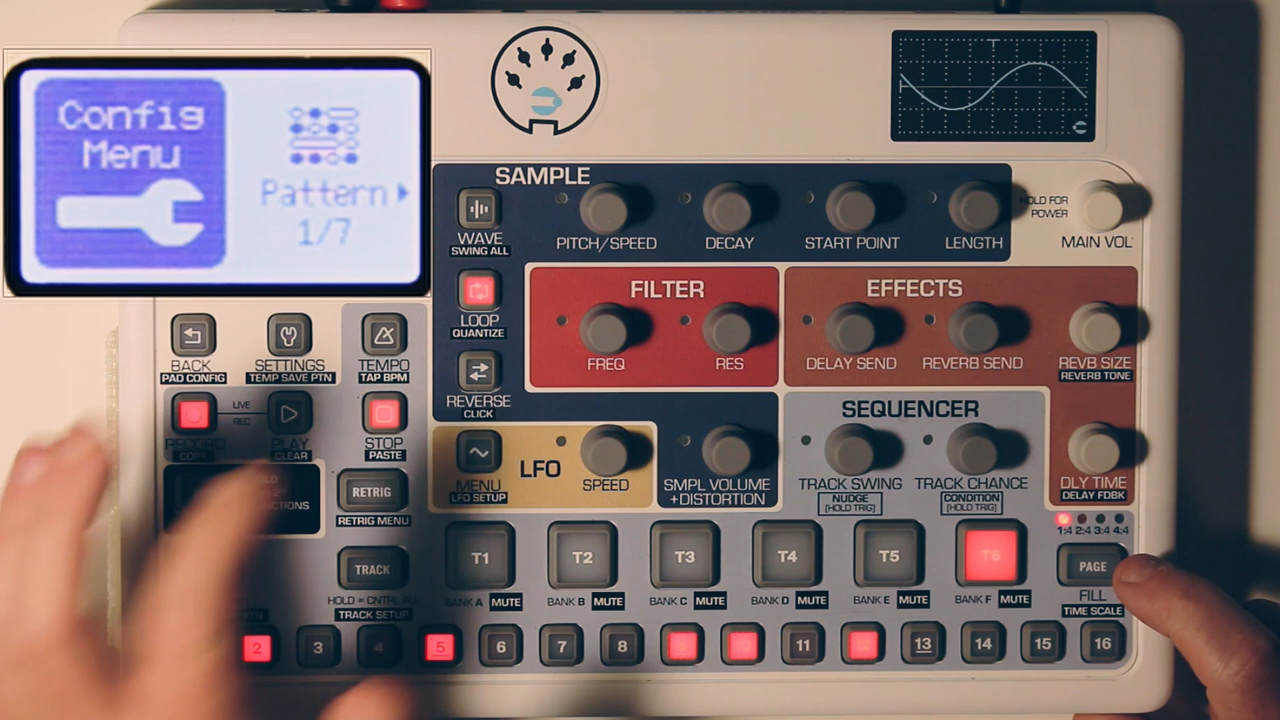 Config
Menu
Pattern
1/7
SAMPLE
WAVE
SWING ALL
PITCH/SPEED
DECAY
START POINT
LENGTH
HOLD FOR
POWER
MAIN VOL
LOOP
QUANTIZE
FILTER
FREQ
RES
EFFECTS
DELAY SEND
REVERB SEND
REVB SIZE
REVERB TONE
BACK
PAD CONFIG
SETTINGS
TEMP SAVE PTN
TEMPO
TAP BPM
REVERSE
CLICK
LIVE
REC
RECORD
COPY
PLAY
CLEAR
STOP
PASTE
MENU
LFO SETUP
LFO
SPEED
SMPL VOLUME
+DISTORTION
SEQUENCER
TRACK SWING
NUDGE
[HOLD TRIG]
TRACK CHANCE
CONDITION
[HOLD TRIG]
DLY TIME
DELAY FDBK
RETRIG
RETRIG MENU
1:4 2:4 3:4 4:4
TRACK
TRACK SETUP
T1
T2
T3
T4
T5
T6
PAGE
BANK A MUTE
BANK B MUTE
BANK C MUTE
BANK D MUTE
BANK E MUTE
BANK F MUTE
FILL
TIME SCALE
2
3
4
5
6
7
8
11
13
14
15
16